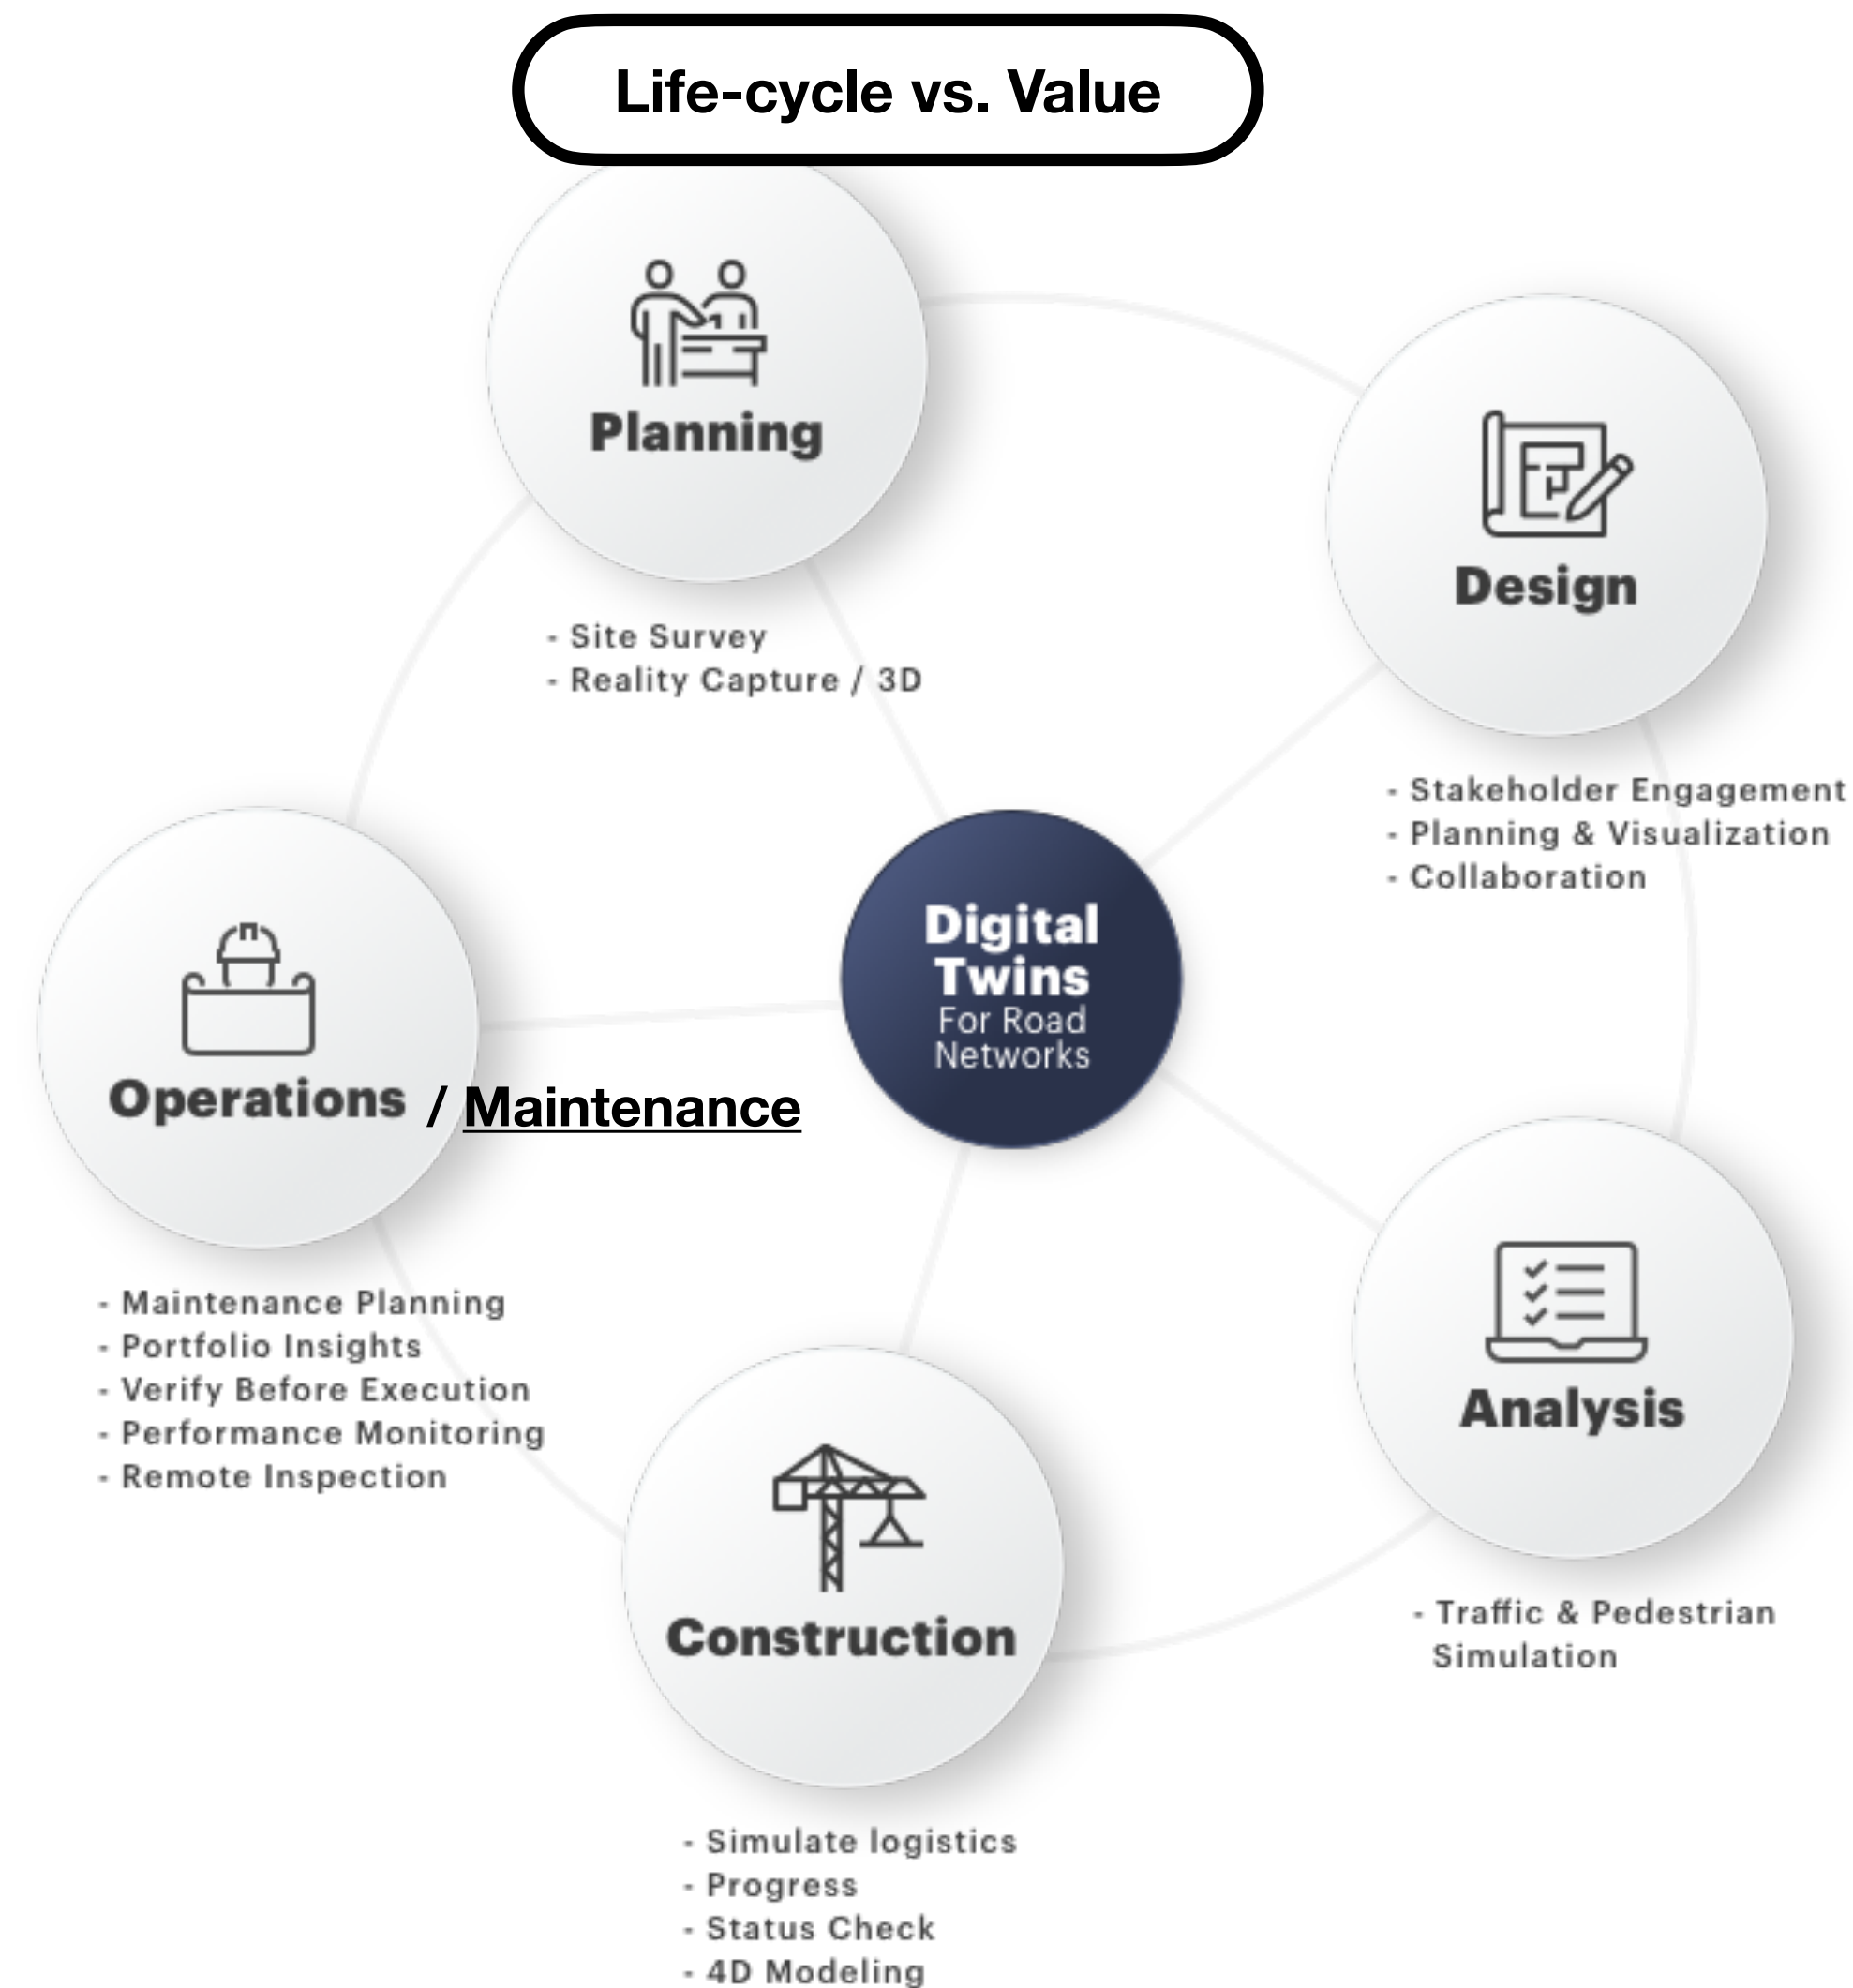 Life-cycle vs. Value
Planning
- Site Survey
- Reality Capture / 3D
Design
- Stakeholder Engagement
- Planning & Visualization
- Collaboration
Digital
Twins
For Road
Networks
Operations / Maintenance
- Maintenance Planning
- Portfolio Insights
- Verify Before Execution
- Performance Monitoring
- Remote Inspection
Analysis
- Traffic & Pedestrian
Simulation
Construction
- Simulate logistics
- Progress
- Status Check
- 4D Modeling